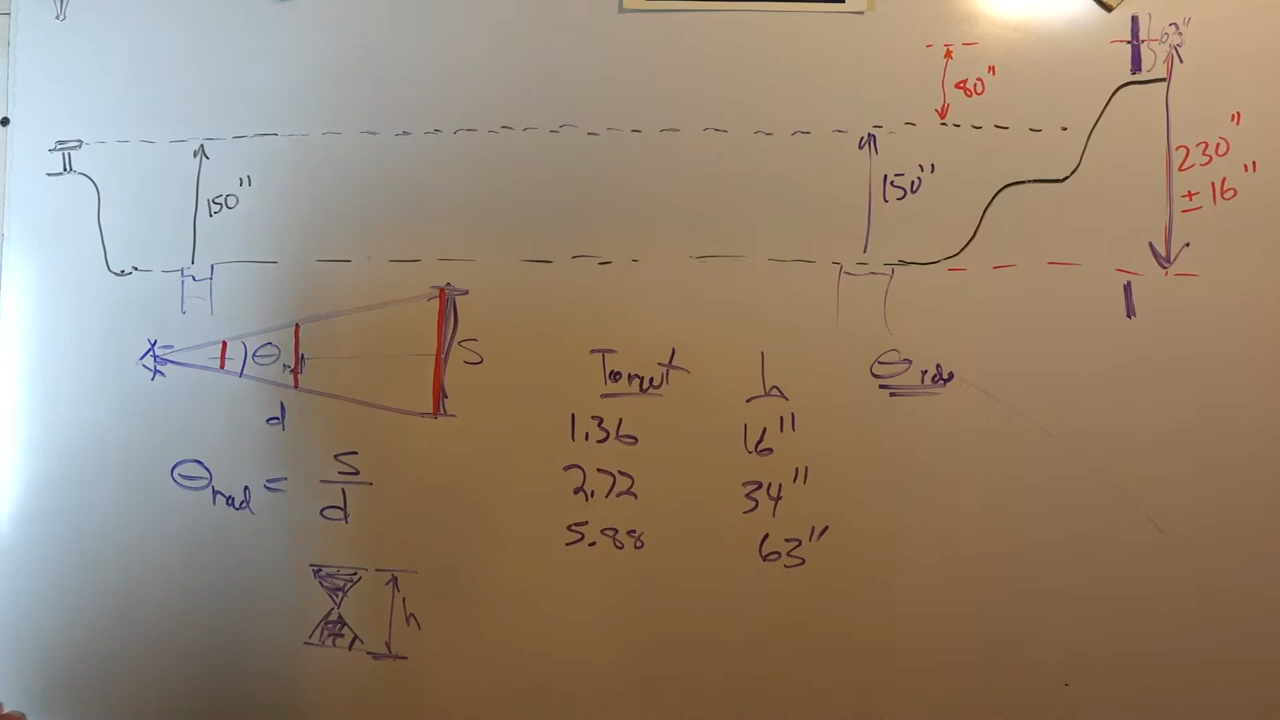 63"
80"
150"
150"
230"
± 16"
Θrad
S
d
Θrad = S/d
h
Target h Θ
1.36 16"
2.72 34"
5.88 63"